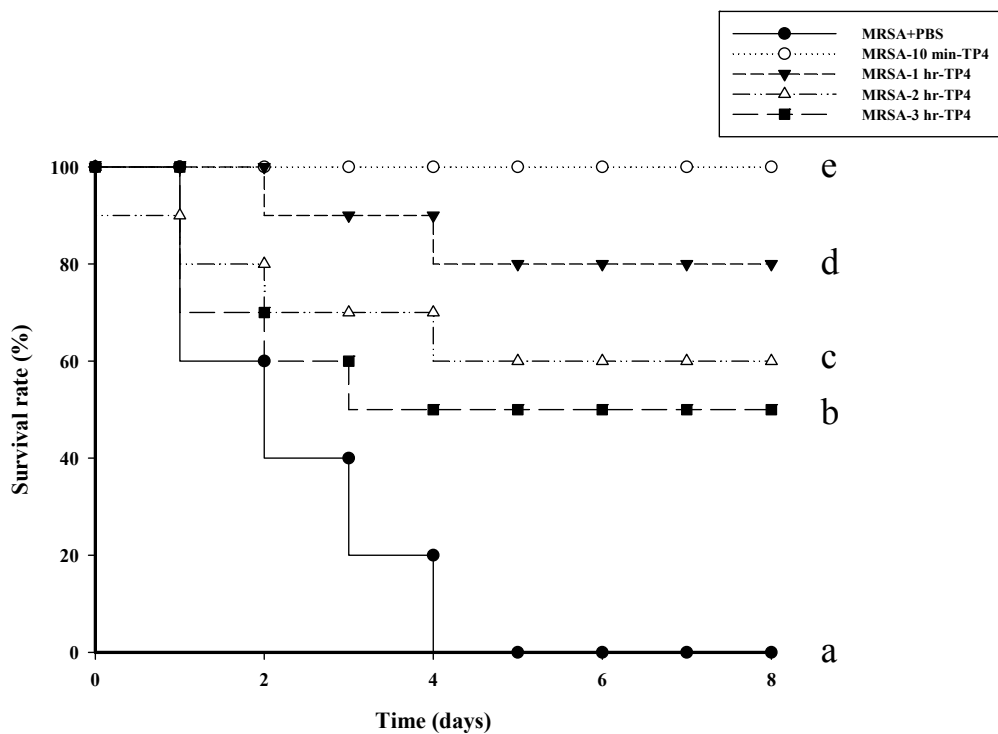 MRSA+PBS
MRSA-10 min-TP4
MRSA-1 hr-TP4
MRSA-2 hr-TP4
MRSA-3 hr-TP4
100
80
60
40
20
0
Survival rate (%)
e
d
c
b
a
0 2 4 6 8
Time (days)